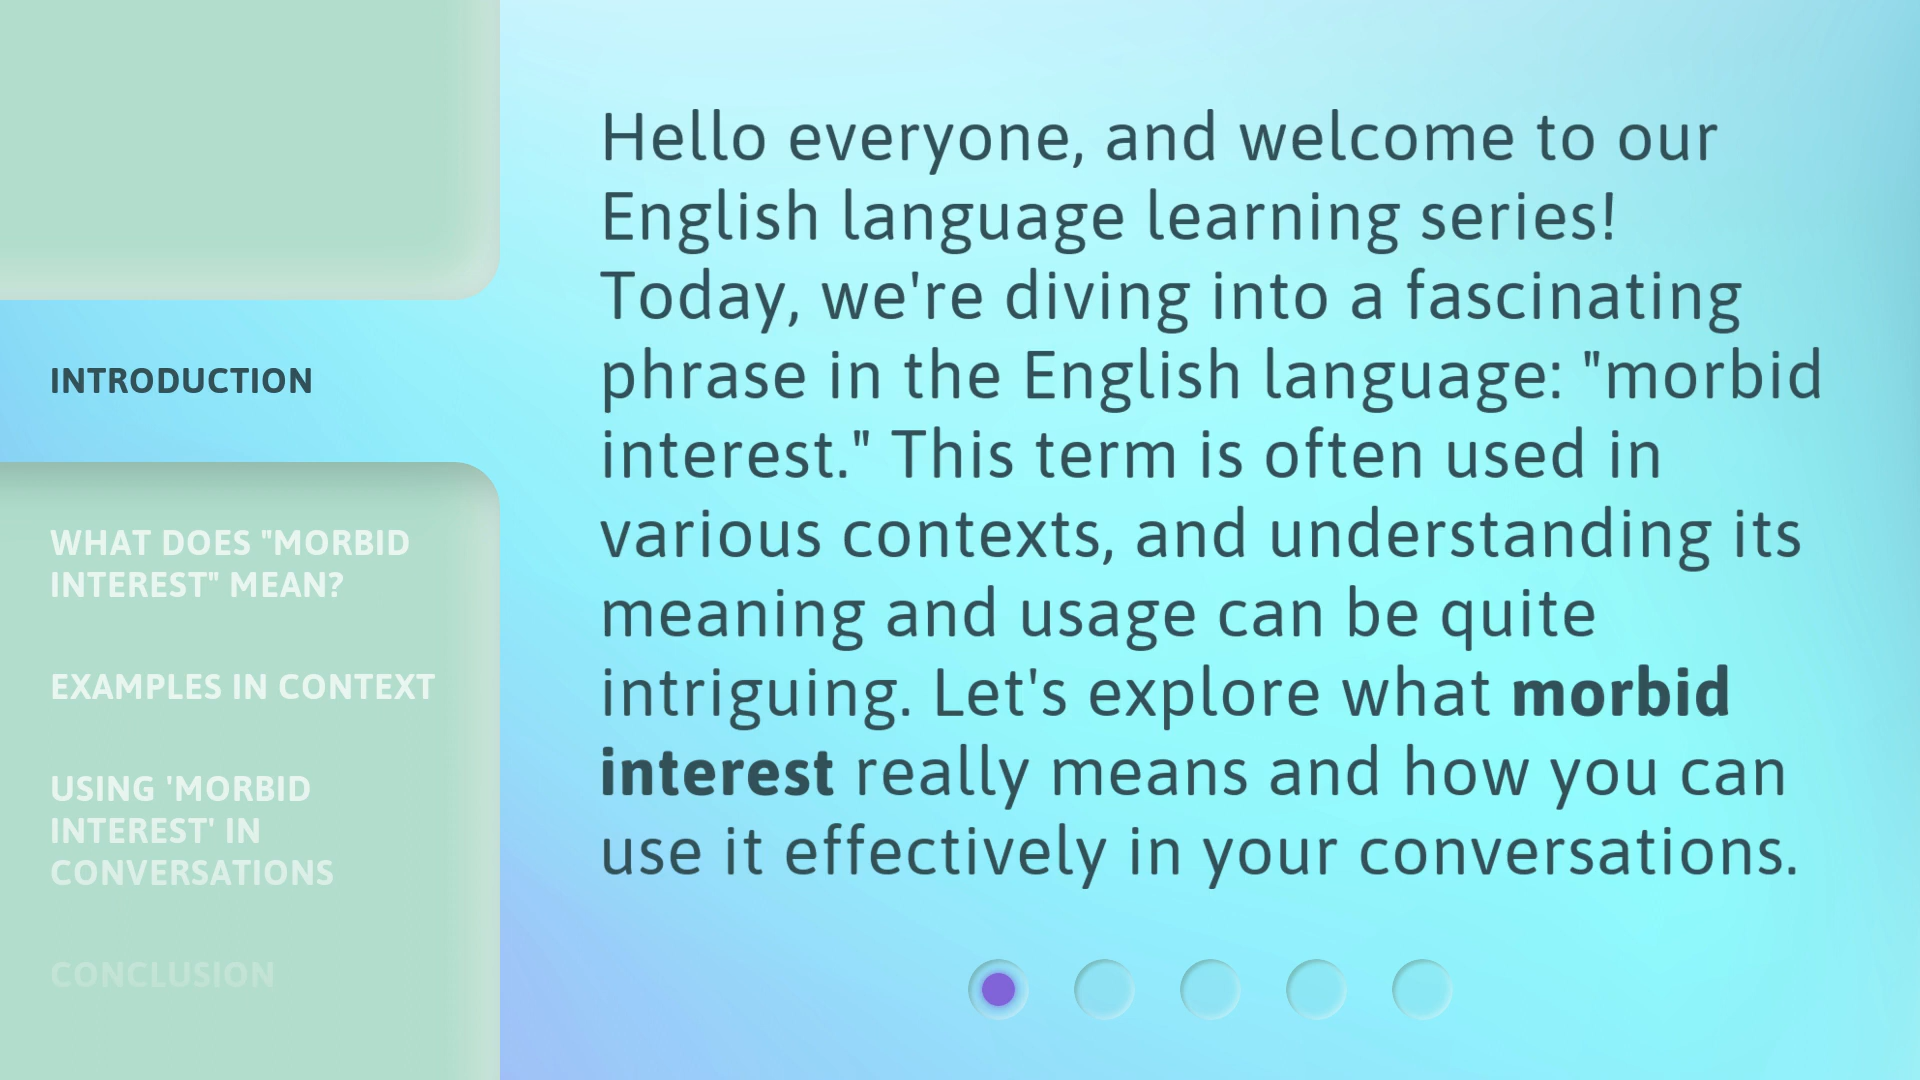 INTRODUCTION
WHAT DOES "MORBID
INTEREST" MEAN?
EXAMPLES IN CONTEXT
USING 'MORBID
INTEREST' IN
CONVERSATIONS
CONCLUSION
Hello everyone, and welcome to our
English language learning series!
Today, we're diving into a fascinating
phrase in the English language: "morbid
interest." This term is often used in
various contexts, and understanding its
meaning and usage can be quite
intriguing. Let's explore what morbid
interest really means and how you can
use it effectively in your conversations.